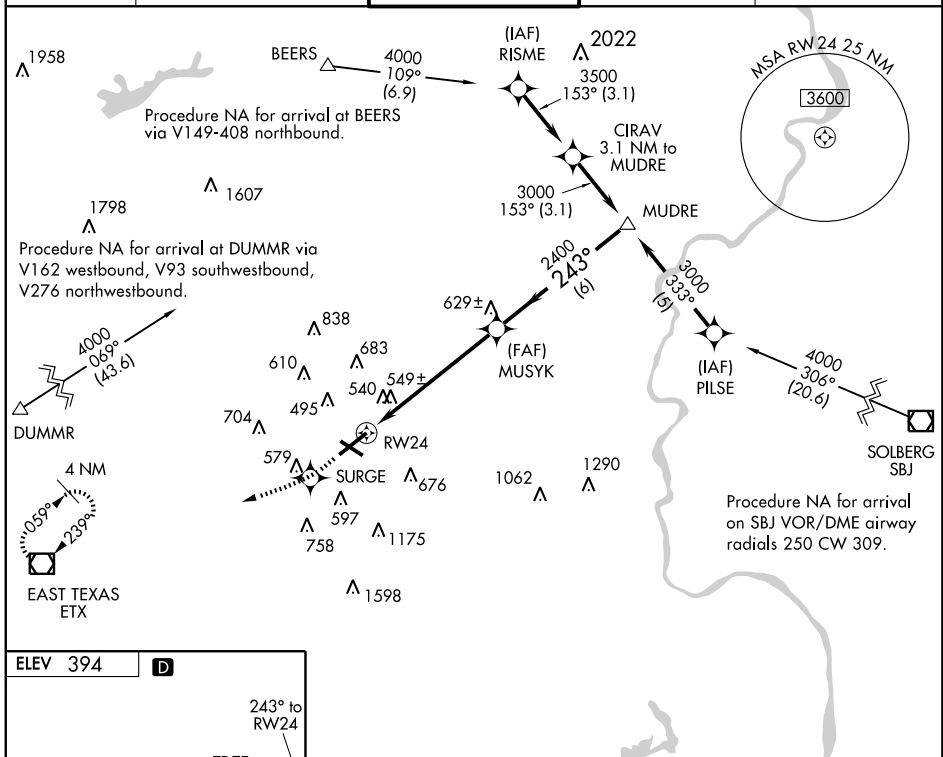 1958
BEERS
4000
109°
(6.9)
(IAF)
RISME
2022
3500
153° (3.1)
MSA RW 24 25 NM
3600
Procedure NA for arrival at BEERS
via V149-408 northbound.
CIRAV
3.1 NM to
MUDRE
3000
153° (3.1)
1607
1798
MUDRE
Procedure NA for arrival at DUMMR via
V162 westbound, V93 southwestbound,
V276 northwestbound.
2400
243°
(6)
3000
333°
(5)
629±
838
(FAF)
MUSYK
4000
069°
(43.6)
683
610
540
549±
495
(IAF)
PILSE
4000
306°
(20.6)
DUMMR
704
RW24
SOLBERG
SBJ
579
SURGE
676
1062
1290
4 NM
059°
239°
597
758
1175
Procedure NA for arrival
on SBJ VOR/DME airway
radials 250 CW 309.
EAST TEXAS
ETX
1598
ELEV 394
D
243° to
RW24